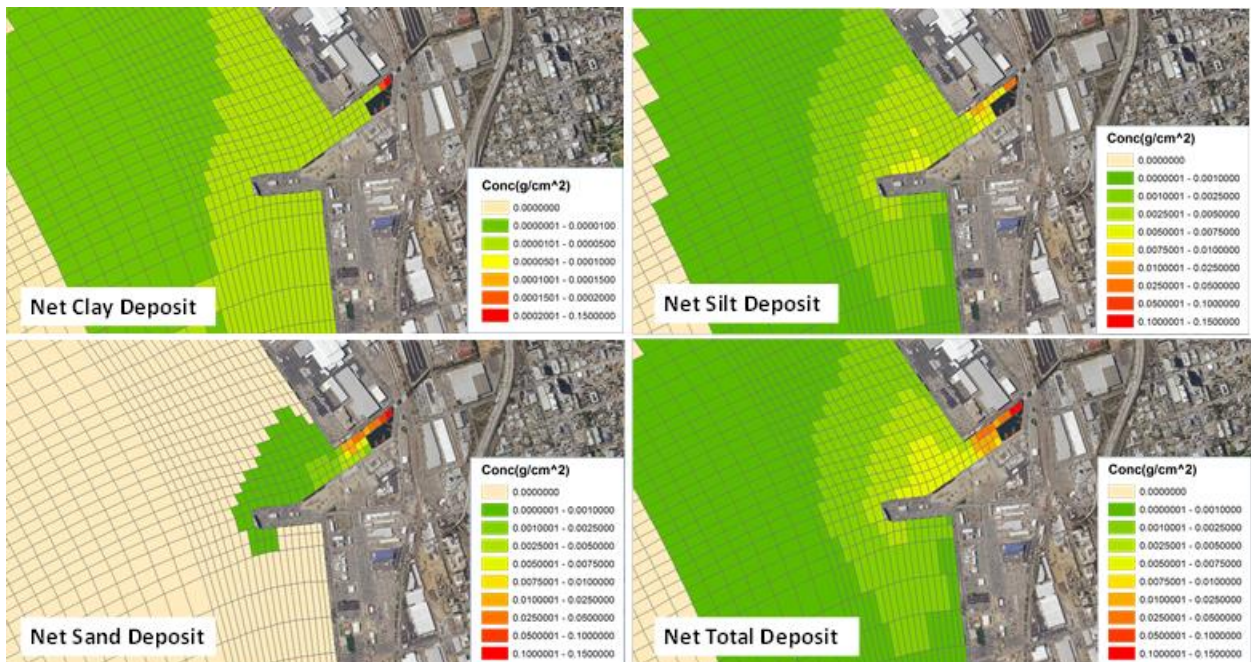 Conc(g/cm^2)
0.0000000
0.0000001 - 0.0000100
0.0000101 - 0.0000500
0.0000501 - 0.0001000
0.0001001 - 0.0001500
0.0001501 - 0.0002000
0.0002001 - 0.1500000
Net Clay Deposit
Conc(g/cm^2)
0.0000000
0.0000001 - 0.0010000
0.0010001 - 0.0025000
0.0025001 - 0.0050000
0.0050001 - 0.0075000
0.0075001 - 0.0100000
0.0100001 - 0.0250000
0.0250001 - 0.0500000
0.0500001 - 0.1000000
0.1000001 - 0.1500000
Net Silt Deposit
Conc(g/cm^2)
0.0000000
0.0000001 - 0.0010000
0.0010001 - 0.0025000
0.0025001 - 0.0050000
0.0050001 - 0.0075000
0.0075001 - 0.0100000
0.0100001 - 0.0250000
0.0250001 - 0.0500000
0.0500001 - 0.1000000
0.1000001 - 0.1500000
Net Sand Deposit
Conc(g/cm^2)
0.0000000
0.0000001 - 0.0010000
0.0010001 - 0.0025000
0.0025001 - 0.0050000
0.0050001 - 0.0075000
0.0075001 - 0.0100000
0.0100001 - 0.0250000
0.0250001 - 0.0500000
0.0500001 - 0.1000000
0.1000001 - 0.1500000
Net Total Deposit